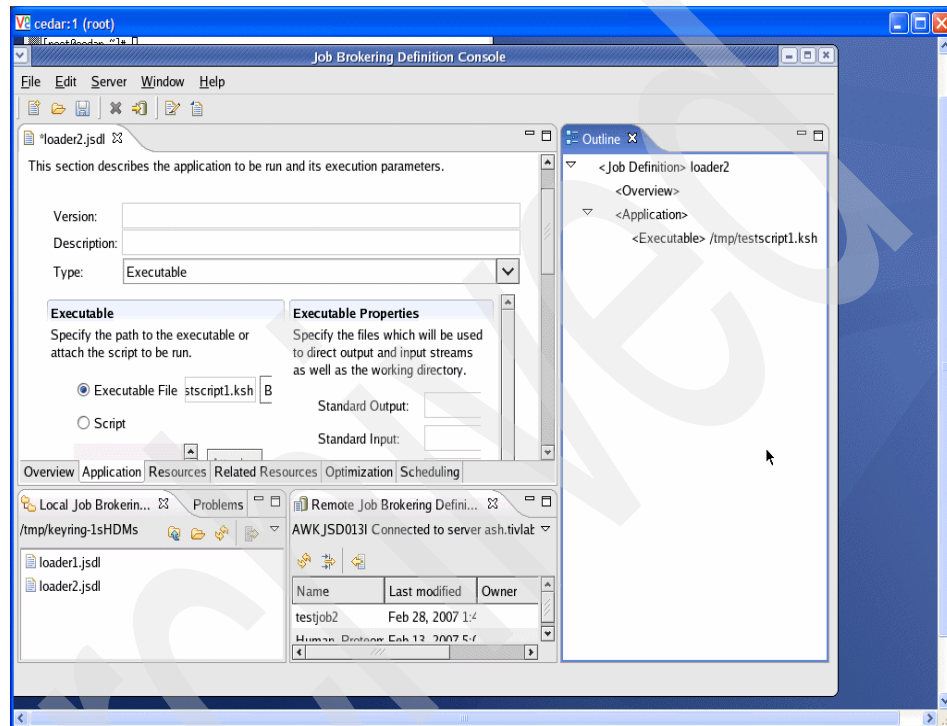 cedar:1 (root)
Job Brokering Definition Console
File Edit Server Window Help
*loader2.jsdl
This section describes the application to be run and its execution parameters.
Version:
Description:
Type: Executable
Executable
Specify the path to the executable or
attach the script to be run.
Executable File stscript1.ksh B
Script
Executable Properties
Specify the files which will be used
to direct output and input streams
as well as the working directory.
Standard Output:
Standard Input:
Overview Application Resources Related Resources Optimization Scheduling
Outline
<Job Definition> loader2
<Overview>
<Application>
<Executable> /tmp/testscript1.ksh
Local Job Brokerin... Problems
/tmp/keyring-1sHDMs
loader1.jsdl
loader2.jsdl
Remote Job Brokering Defini...
AWKJSD013I Connected to server ash.tivlab
Name Last modified Owner
testjob2 Feb 28, 2007 1:4
Feb 13, 2007 5:
Archived